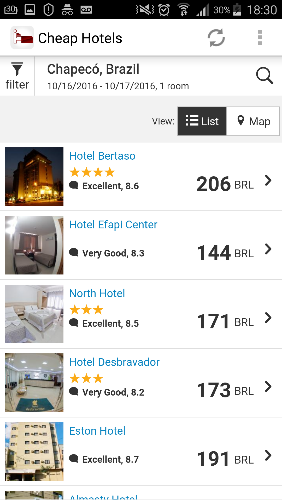 30% 18:30
Cheap Hotels
filter
Chapecó, Brazil
10/16/2016 - 10/17/2016, 1 room
View: List Map
Hotel Bertaso
Excellent, 8.6
206 BRL
Hotel Efapi Center
Very Good, 8.3
144 BRL
North Hotel
Excellent, 8.5
171 BRL
Hotel Desbravador
Very Good, 8.2
173 BRL
Eston Hotel
Excellent, 8.7
191 BRL
Almasty Hotel